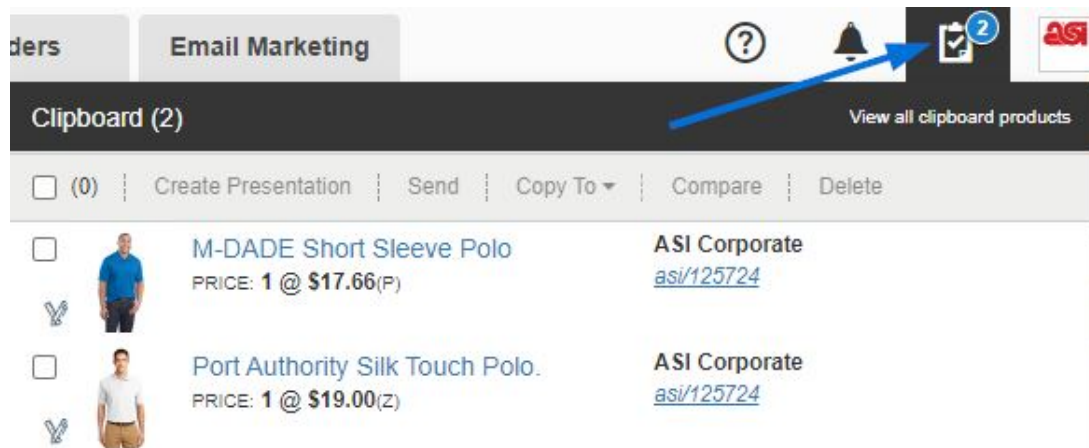 ders Email Marketing 2 asi
Clipboard (2) View all clipboard products
(0) Create Presentation Send Copy To Compare Delete
M-DADE Short Sleeve Polo ASI Corporate
PRICE: 1 @ $17.66(P) asi/125724
Port Authority Silk Touch Polo. ASI Corporate
PRICE: 1 @ $19.00(Z) asi/125724